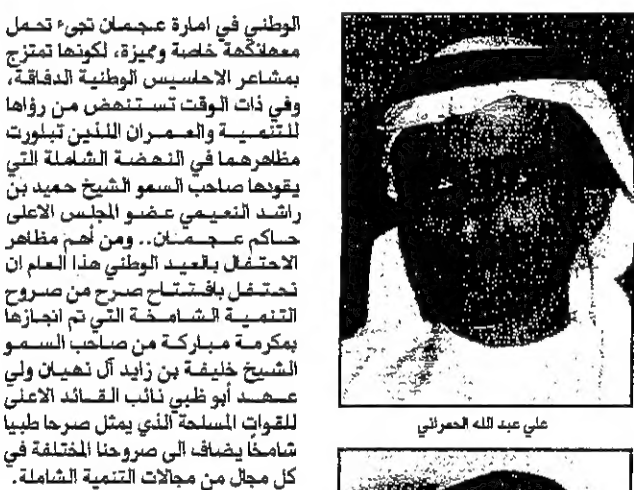 الوطني في امارة عجمان تجيء تحمل
معها نكهة خاصة ومميزة، لكونها تمتزج
بمشاعر الاحاسيس الوطنية الدفاقة،
وفي ذات الوقت تستنهض من رؤاها
للتنمية والعمران اللذين تبلورت
مظاهرهما في النهضة الشاملة التي
يقودها صاحب السمو الشيخ حميد بن
راشد النعيمي عضو المجلس الاعلى
حاكم عجمان.. ومن أهم مظاهر
الاحتفال بالعيد الوطني هذا العام ان
نحتفل بافتتاح صرح من صروح
التنمية الشامخة التي تم انجازها
بمكرمة مباركة من صاحب السمو
الشيخ خليفة بن زايد آل نهيان ولي
عهد أبو ظبي نائب القائد الاعلى
للقوات المسلحة الذي يمثل صرحا طبيا
شامخا يضاف الى صروحنا المختلفة في
كل مجال من مجالات التنمية الشاملة.
علي عبد الله الحمراني